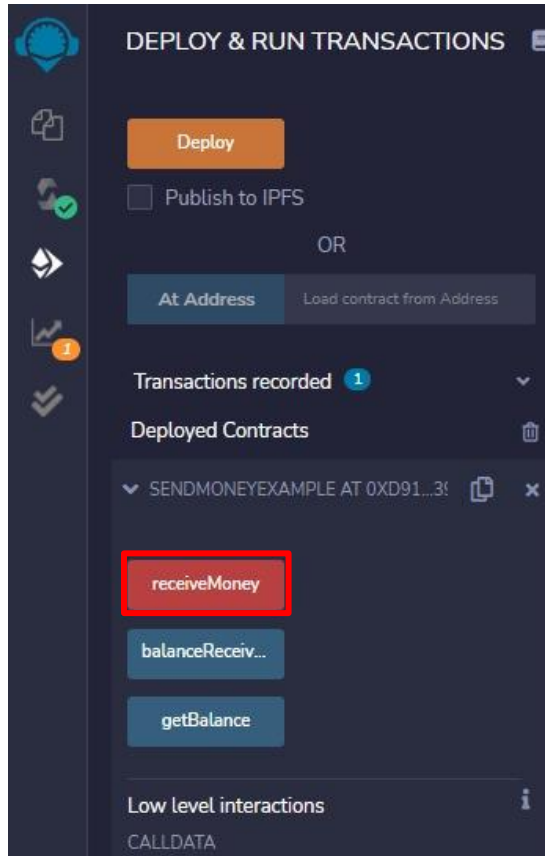 DEPLOY & RUN TRANSACTIONS
Deploy
Publish to IPFS
OR
At Address Load contract from Address
1
Transactions recorded 1
Deployed Contracts
SENDMONEYEXAMPLE AT 0XD91...39
receiveMoney
balanceReceiv...
getBalance
Low level interactions
i
CALLDATA